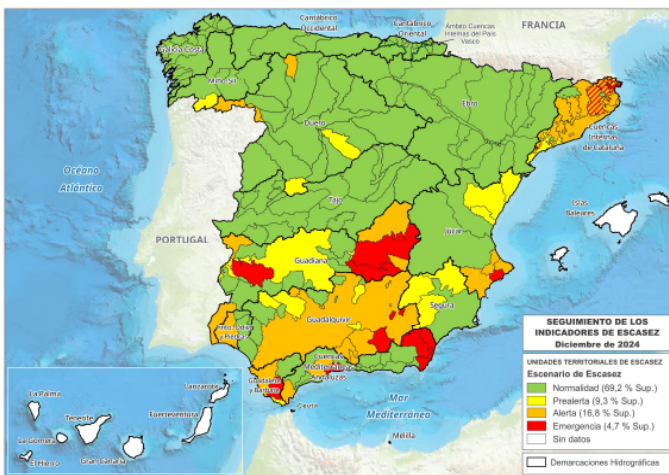 Cantábrico
Occidental
Cantábrico
Oriental
Ámbito Cuencas
Internas del País
Vasco
FRANCIA
Galicia Costa
Miño-Sil
Ebro
Duero
Cuencas
Internas
de Cataluña
Océano
Atlántico
Tajo
Islas
Baleares
PORTUGAL
Júcar
Guadiana
Segura
Guadalquivir
Tinto, Odiel
y Piedras
Cuencas
Mediterráneas
Andaluzas
Guadalete
y Barbate
Ceuta
Mar
Mediterráneo
Melilla
La Palma
Lanzarote
Tenerife
Fuerteventura
La Gomera
El Hierro
Gran Canaria
SEGUIMIENTO DE LOS
INDICADORES DE ESCASEZ
Diciembre de 2024
UNIDADES TERRITORIALES DE ESCASEZ
Escenario de Escasez
Normalidad (69,2 % Sup.)
Prealerta (9,3 % Sup.)
Alerta (16,8 % Sup.)
Emergencia (4,7 % Sup.)
Sin datos
Demarcaciones Hidrográficas